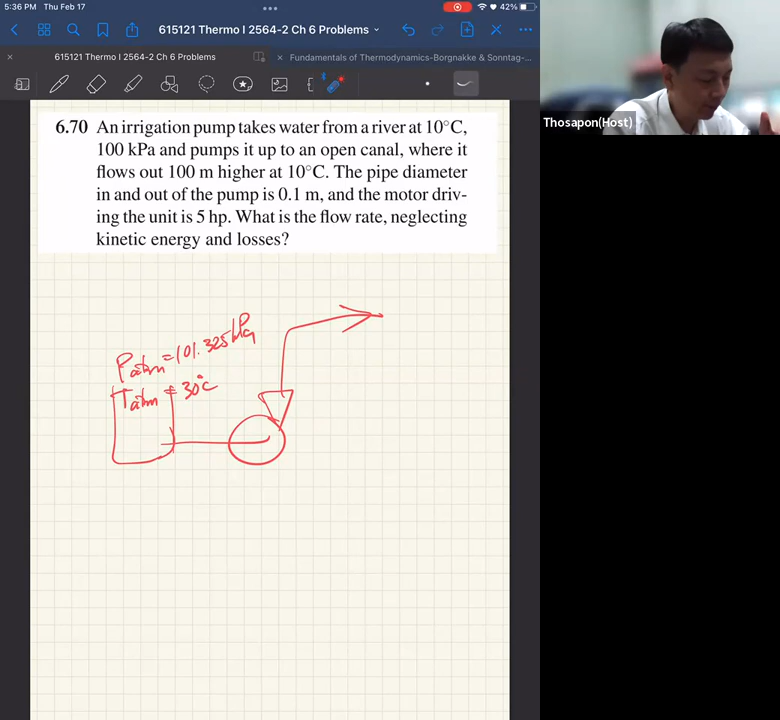 5:36 PM Thu Feb 17
42%
615121 Thermo I 2564-2 Ch 6 Problems
615121 Thermo I 2564-2 Ch 6 Problems
Fundamentals of Thermodynamics-Borgnakke & Sonntag-...
Thosapon(Host)
6.70 An irrigation pump takes water from a river at 10°C,
100 kPa and pumps it up to an open canal, where it
flows out 100 m higher at 10°C. The pipe diameter
in and out of the pump is 0.1 m, and the motor driv-
ing the unit is 5 hp. What is the flow rate, neglecting
kinetic energy and losses?
Patm = 101.325 kPa
Tatm = 30°C